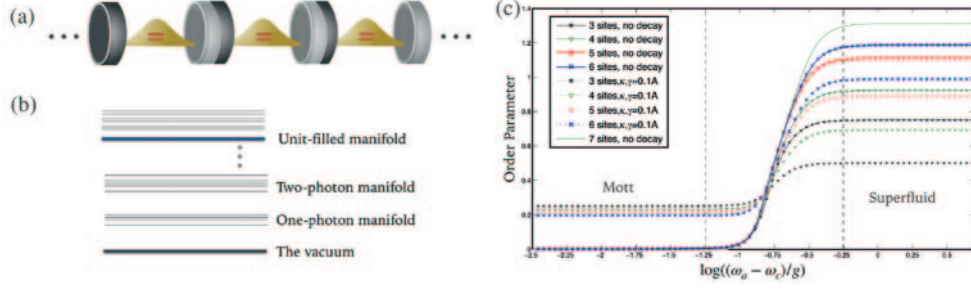 (a)
(b)
Unit-filled manifold
Two-photon manifold
One-photon manifold
The vacuum
(c)
Order Parameter
1.4
1.2
1
0.8
0.6
0.4
0.2
0
3 sites, no decay
4 sites, no decay
5 sites, no decay
6 sites, no decay
3 sites,κ,γ=0.1A
4 sites,κ,γ=0.1A
5 sites,κ,γ=0.1A
6 sites,κ,γ=0.1A
7 sites, no decay
Mott
Superfluid
-2.5 -2.25 -2 -1.75 -1.5 -1.25 -1 -0.75 -0.5 -0.25 0 0.25 0.5
log((ωa − ωc)/g)